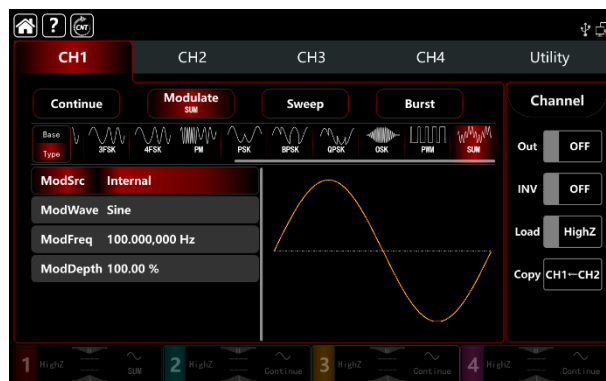 ? CNT
CH1 CH2 CH3 CH4 Utility
Continue Modulate SUM Sweep Burst Channel
Base Type 3FSK 4FSK PM PSK BPSK QPSK OSK PWM SUM
Out OFF
ModSrc Internal
INV OFF
ModWave Sine
ModFreq 100.000,000 Hz
Load HighZ
ModDepth 100.00 %
Copy CH1←CH2
1 HighZ SUM 2 HighZ Continue 3 HighZ Continue 4 HighZ Continue